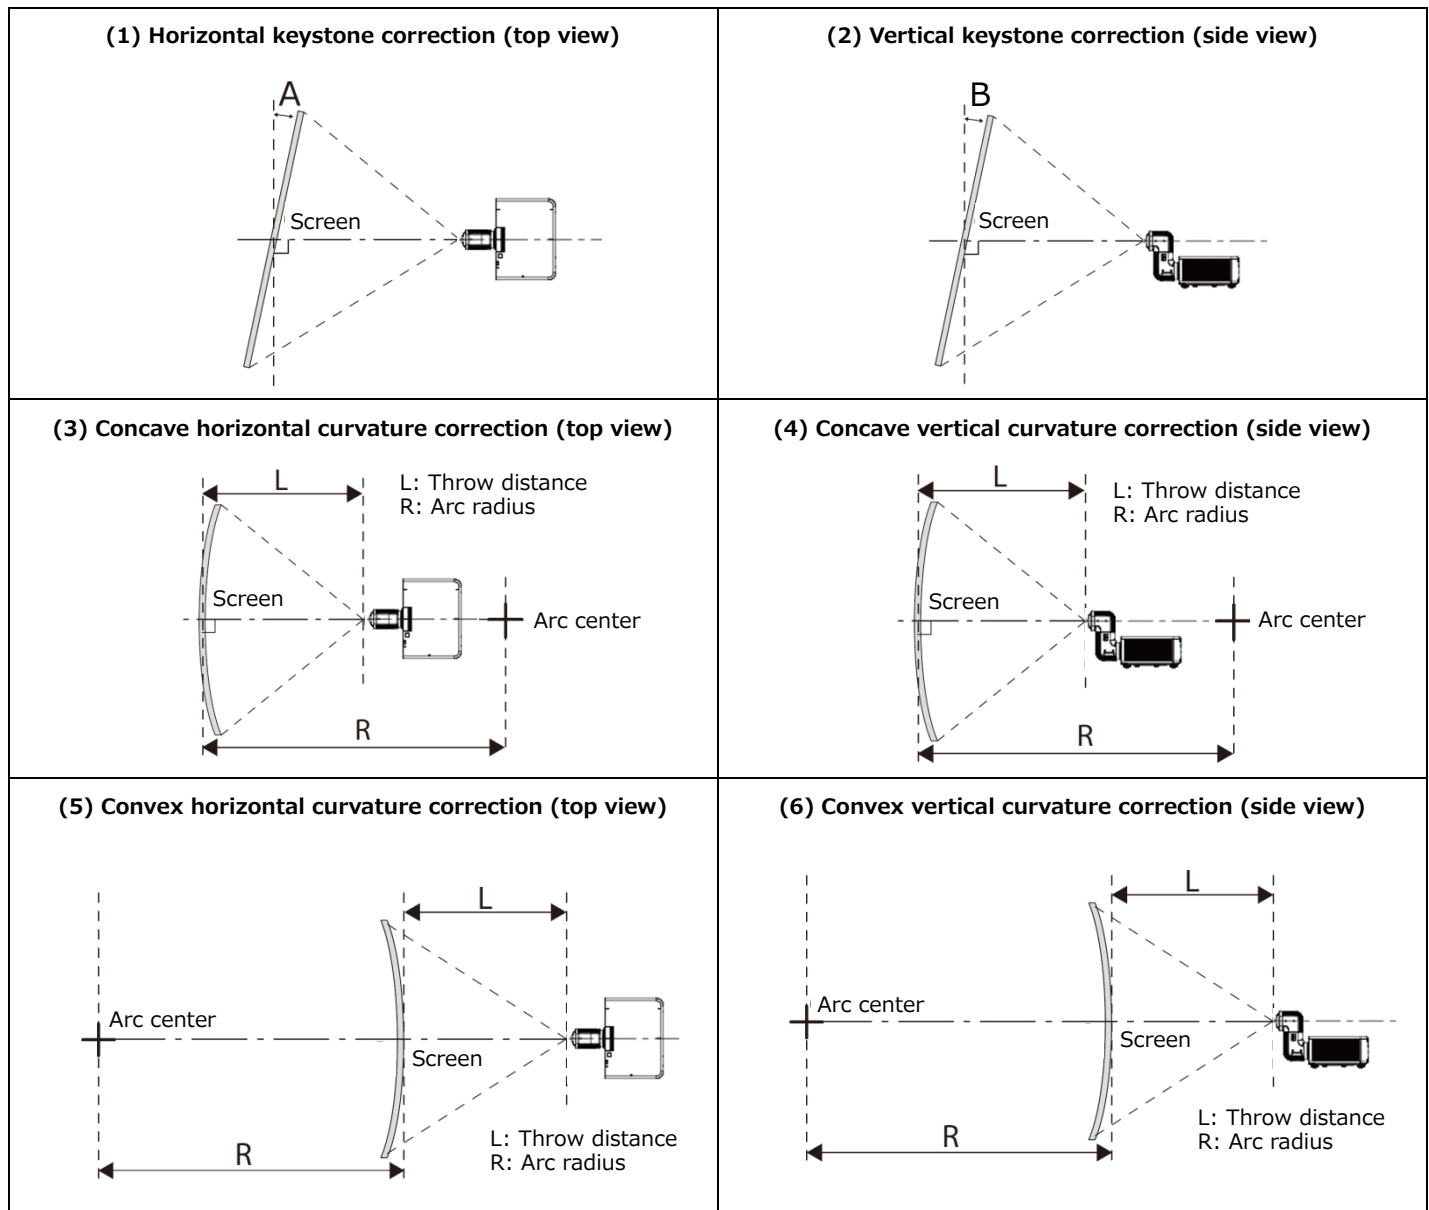 (1) Horizontal keystone correction (top view)
A
Screen
(2) Vertical keystone correction (side view)
B
Screen
(3) Concave horizontal curvature correction (top view)
L
L: Throw distance
R: Arc radius
Screen
Arc center
R
(4) Concave vertical curvature correction (side view)
L
L: Throw distance
R: Arc radius
Screen
Arc center
R
(5) Convex horizontal curvature correction (top view)
L
Arc center
Screen
R
L: Throw distance
R: Arc radius
(6) Convex vertical curvature correction (side view)
L
Arc center
Screen
R
L: Throw distance
R: Arc radius